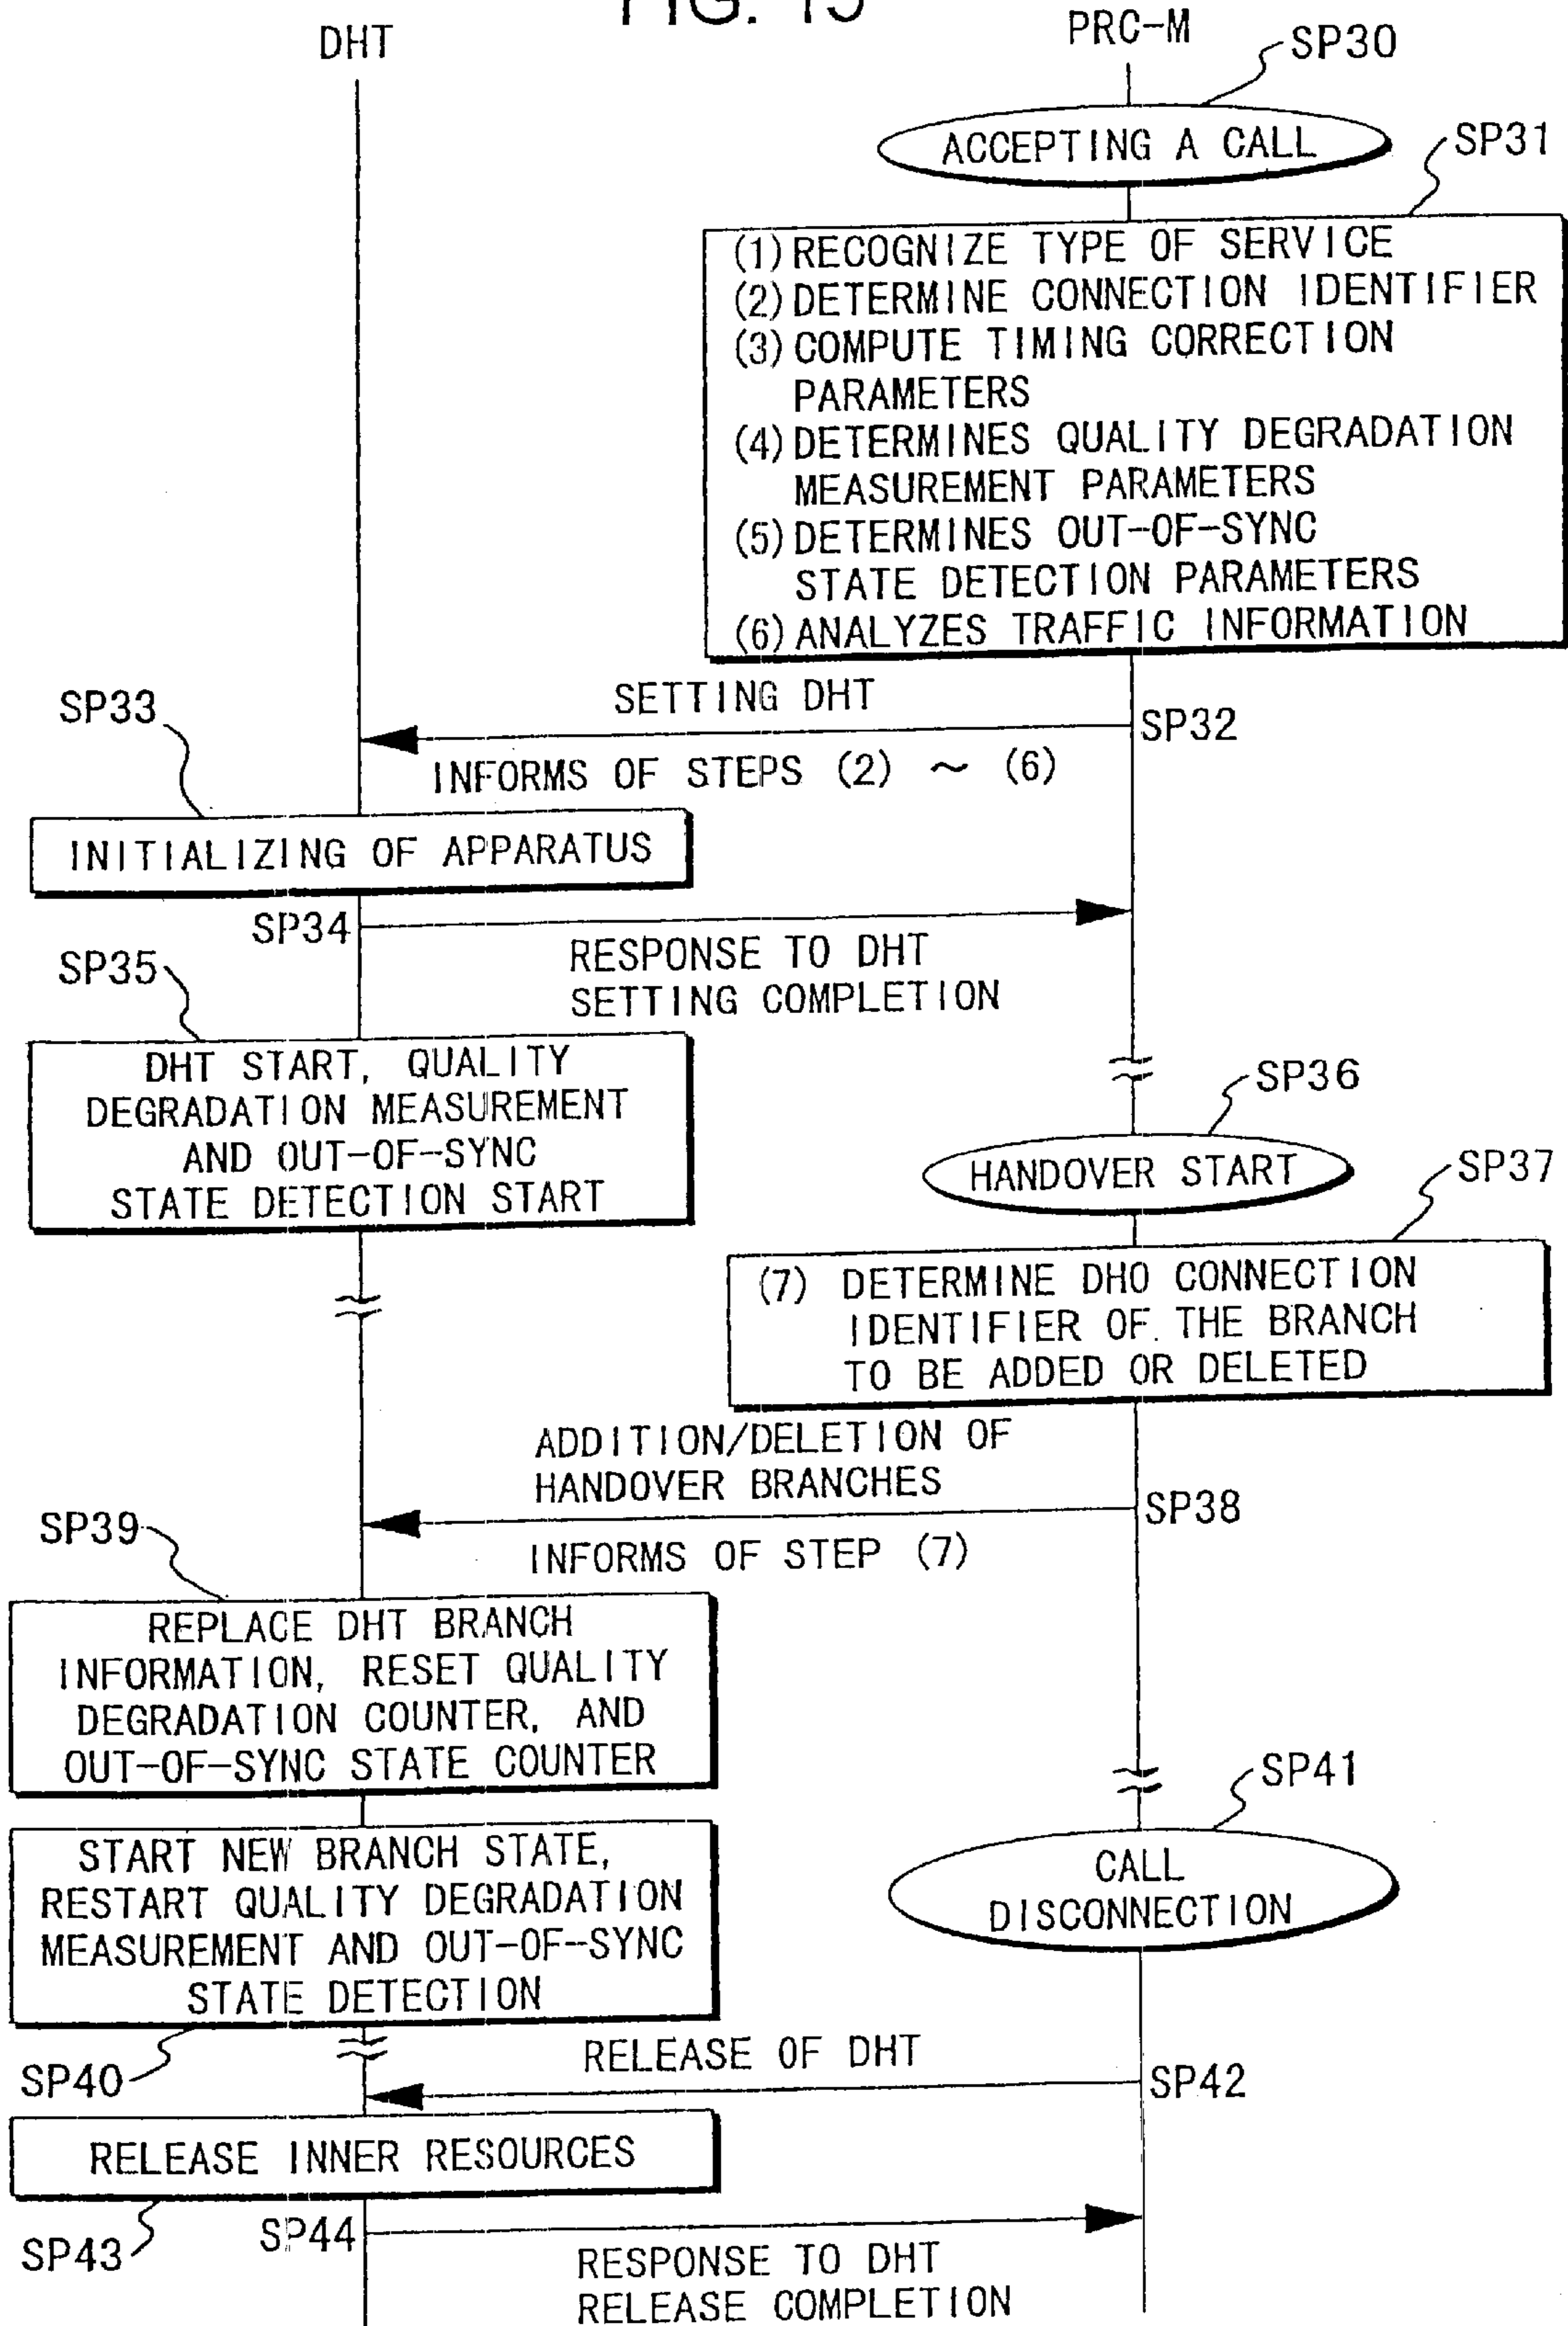 FIG. 15
DHT
PRC-M
SP30
ACCEPTING A CALL
SP31
(1) RECOGNIZE TYPE OF SERVICE
(2) DETERMINE CONNECTION IDENTIFIER
(3) COMPUTE TIMING CORRECTION
PARAMETERS
(4) DETERMINES QUALITY DEGRADATION
MEASUREMENT PARAMETERS
(5) DETERMINES OUT-OF-SYNC
STATE DETECTION PARAMETERS
(6) ANALYZES TRAFFIC INFORMATION
SETTING DHT
SP32
INFORMS OF STEPS (2) ~ (6)
SP33
INITIALIZING OF APPARATUS
SP34
RESPONSE TO DHT
SETTING COMPLETION
SP35
DHT START, QUALITY
DEGRADATION MEASUREMENT
AND OUT-OF-SYNC
STATE DETECTION START
SP36
HANDOVER START
SP37
(7) DETERMINE DHO CONNECTION
IDENTIFIER OF THE BRANCH
TO BE ADDED OR DELETED
ADDITION/DELETION OF
HANDOVER BRANCHES
SP38
INFORMS OF STEP (7)
SP39
REPLACE DHT BRANCH
INFORMATION, RESET QUALITY
DEGRADATION COUNTER, AND
OUT-OF-SYNC STATE COUNTER
START NEW BRANCH STATE,
RESTART QUALITY DEGRADATION
MEASUREMENT AND OUT-OF-SYNC
STATE DETECTION
SP40
SP41
CALL
DISCONNECTION
RELEASE OF DHT
SP42
RELEASE INNER RESOURCES
SP43
SP44
RESPONSE TO DHT
RELEASE COMPLETION